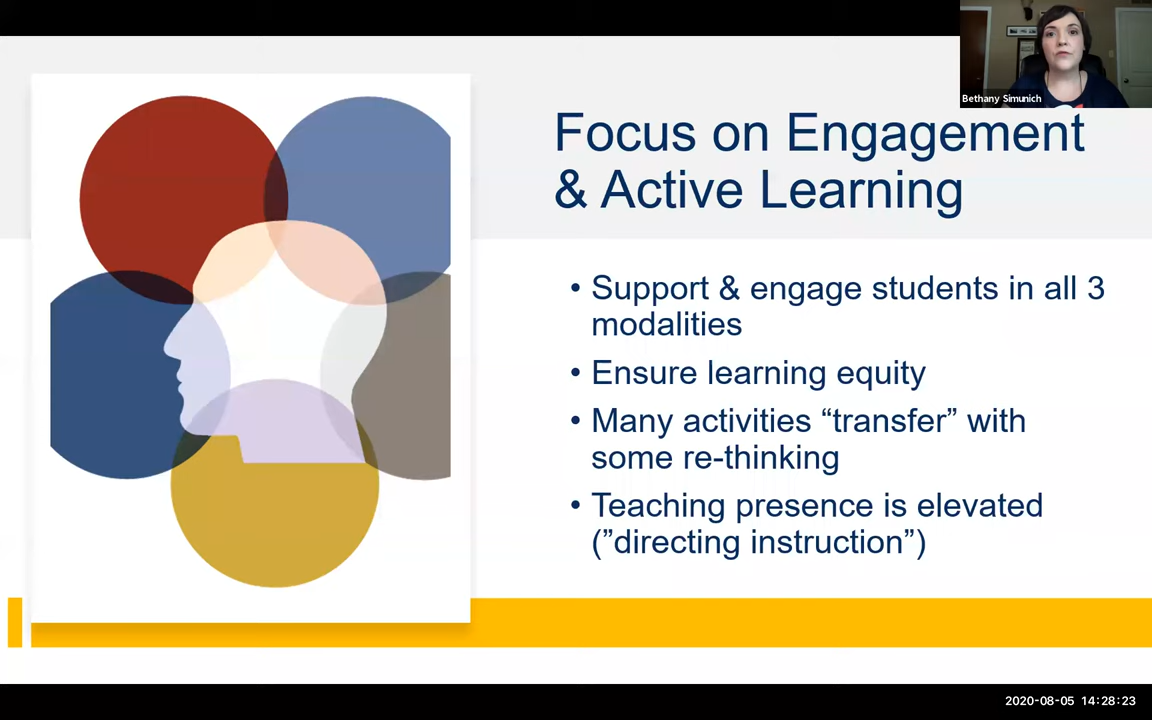 Bethany Simunich
Focus on Engagement
& Active Learning
• Support & engage students in all 3
modalities
• Ensure learning equity
• Many activities “transfer” with
some re-thinking
• Teaching presence is elevated
(”directing instruction”)
2020-08-05 14:28:23